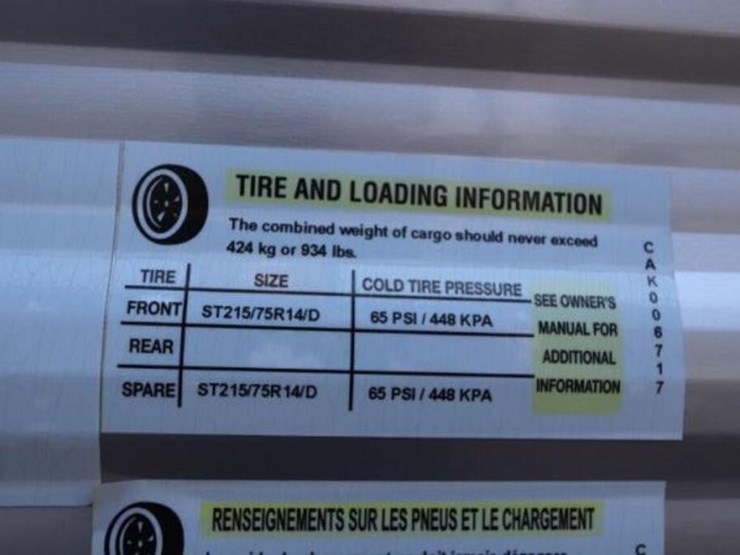 TIRE AND LOADING INFORMATION
The combined weight of cargo should never exceed
424 kg or 934 lbs.
TIRE SIZE COLD TIRE PRESSURE
FRONT ST215/75R14/D 65 PSI / 448 KPA
REAR
SPARE ST215/75R14/D 65 PSI / 448 KPA
SEE OWNER'S
MANUAL FOR
ADDITIONAL
INFORMATION
CAK006717
RENSEIGNEMENTS SUR LES PNEUS ET LE CHARGEMENT
C